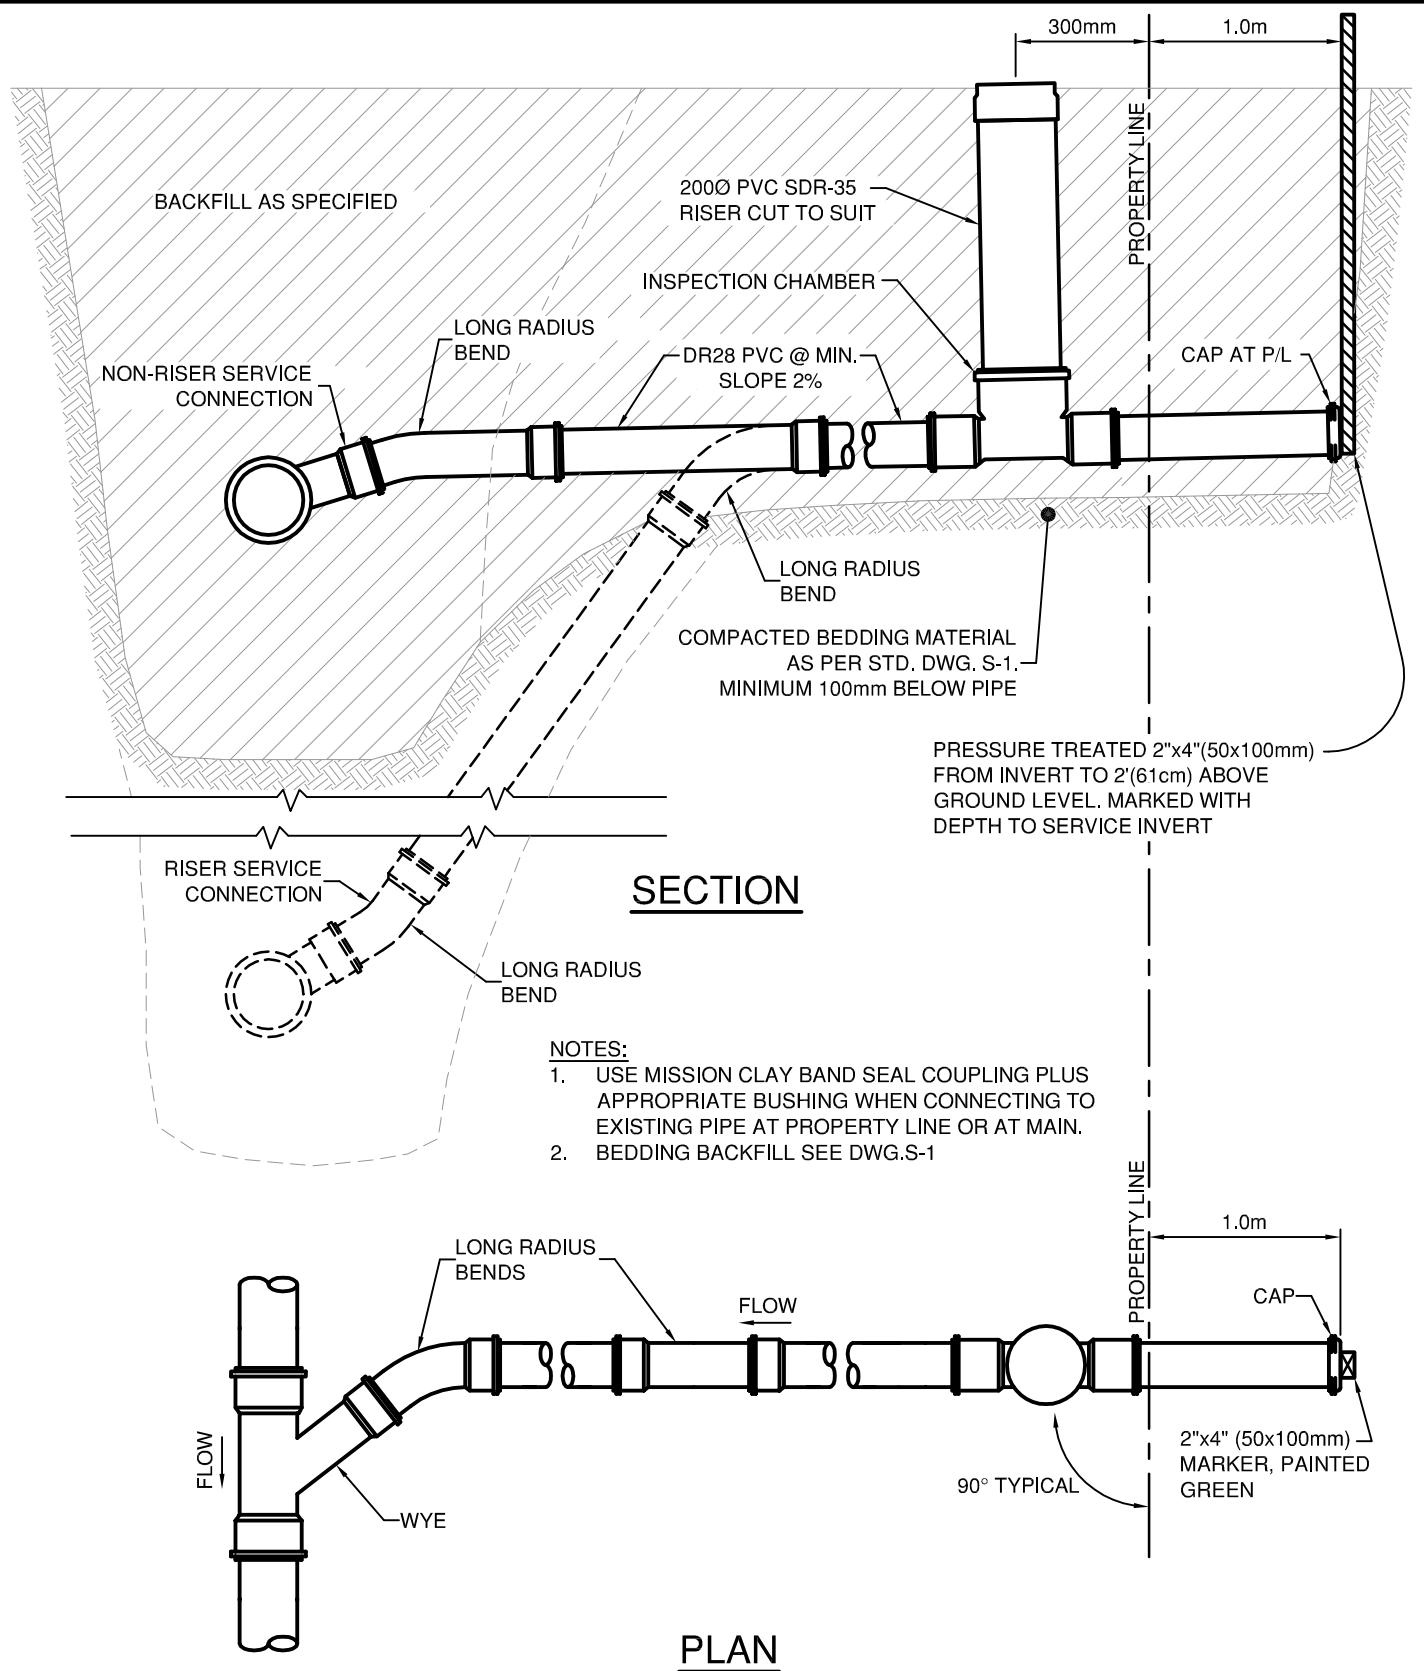 300mm
1.0m
PROPERTY LINE
BACKFILL AS SPECIFIED
200Ø PVC SDR-35
RISER CUT TO SUIT
INSPECTION CHAMBER
LONG RADIUS
BEND
DR28 PVC @ MIN.
SLOPE 2%
CAP AT P/L
NON-RISER SERVICE
CONNECTION
LONG RADIUS
BEND
COMPACTED BEDDING MATERIAL
AS PER STD. DWG. S-1.
MINIMUM 100mm BELOW PIPE
PRESSURE TREATED 2"x4"(50x100mm)
FROM INVERT TO 2'(61cm) ABOVE
GROUND LEVEL. MARKED WITH
DEPTH TO SERVICE INVERT
RISER SERVICE
CONNECTION
SECTION
LONG RADIUS
BEND
NOTES:
1. USE MISSION CLAY BAND SEAL COUPLING PLUS
APPROPRIATE BUSHING WHEN CONNECTING TO
EXISTING PIPE AT PROPERTY LINE OR AT MAIN.
2. BEDDING BACKFILL SEE DWG.S-1
PROPERTY LINE
1.0m
LONG RADIUS
BENDS
FLOW
CAP
FLOW
2"x4" (50x100mm)
MARKER, PAINTED
GREEN
90° TYPICAL
WYE
PLAN